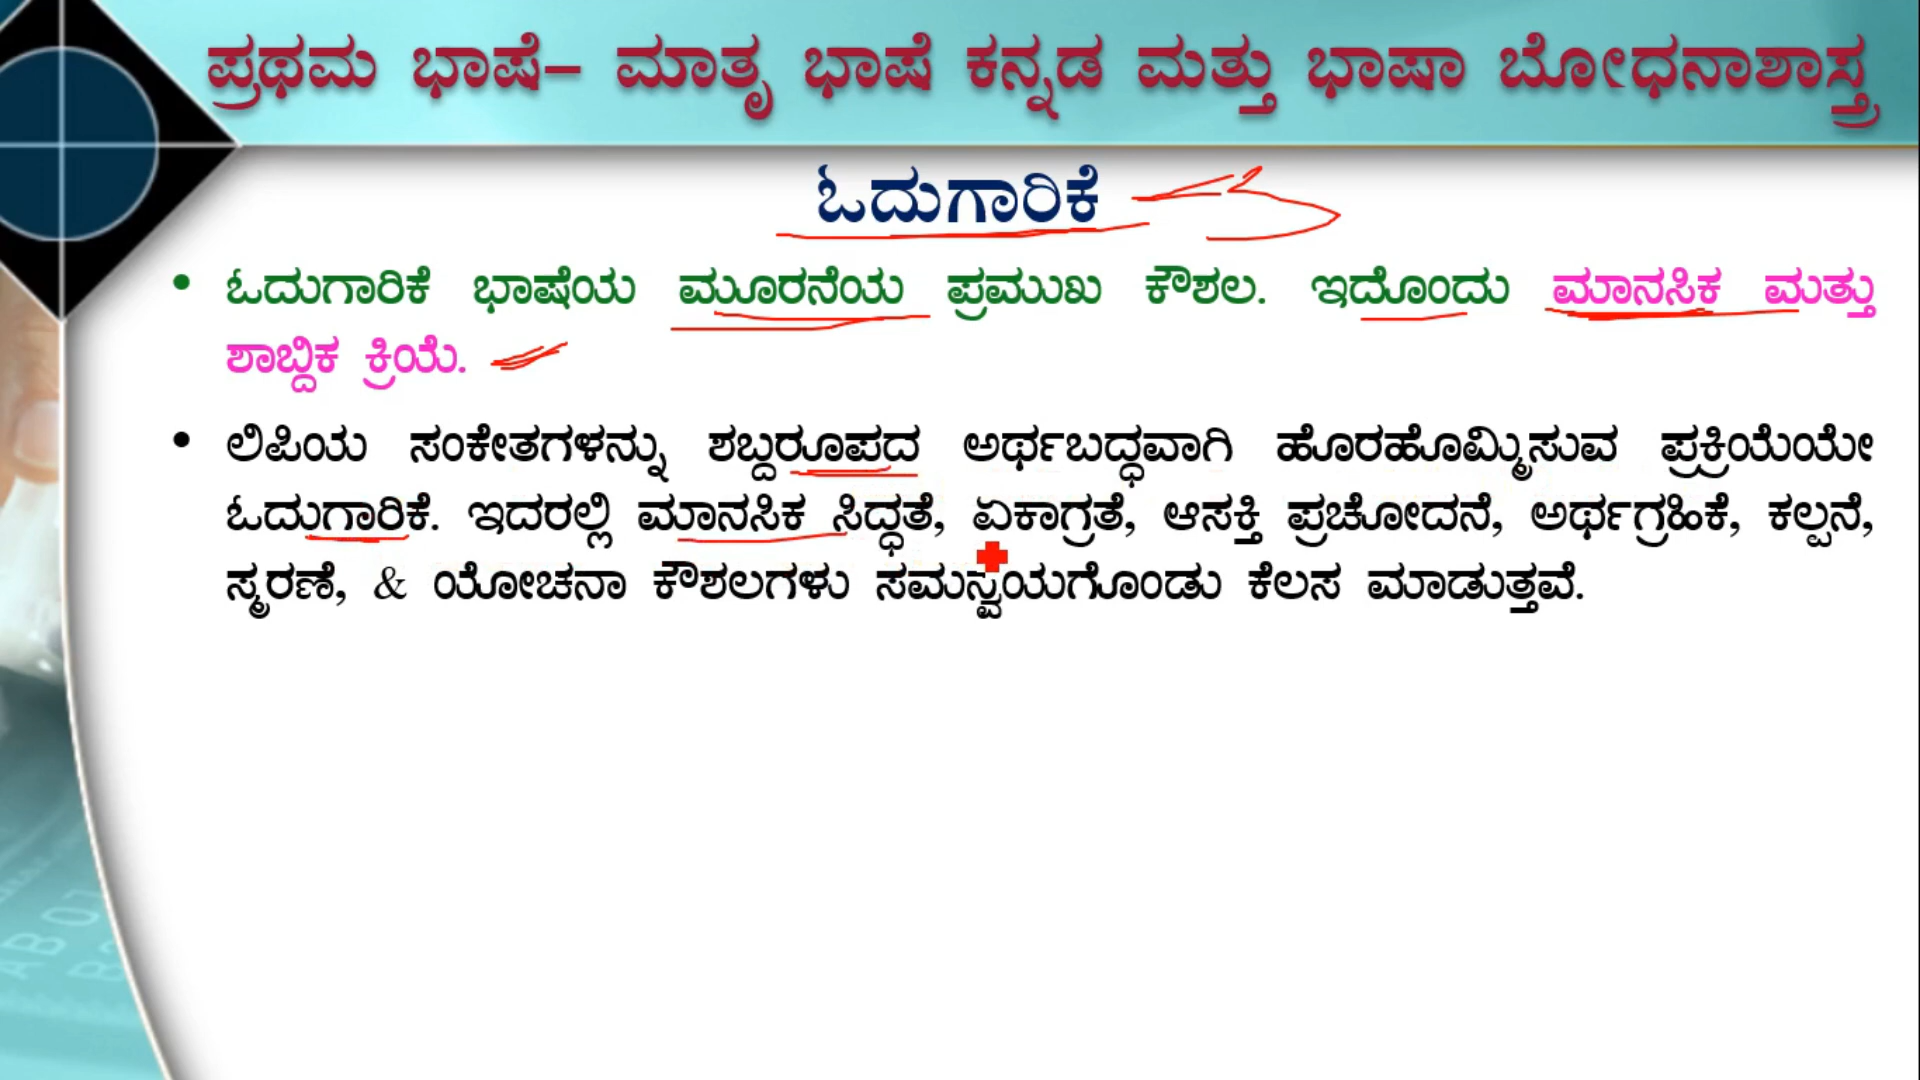 ಪ್ರಥಮ ಭಾಷೆ– ಮಾತೃ ಭಾಷೆ ಕನ್ನಡ ಮತ್ತು ಭಾಷಾ ಬೋಧನಾಶಾಸ್ತ್ರ
ಓದುಗಾರಿಕೆ
• ಓದುಗಾರಿಕೆ ಭಾಷೆಯ ಮೂರನೆಯ ಪ್ರಮುಖ ಕೌಶಲ. ಇದೊಂದು ಮಾನಸಿಕ ಮತ್ತು
ಶಾಬ್ದಿಕ ಕ್ರಿಯೆ.
• ಲಿಪಿಯ ಸಂಕೇತಗಳನ್ನು ಶಬ್ದರೂಪದ ಅರ್ಥಬದ್ಧವಾಗಿ ಹೊರಹೊಮ್ಮಿಸುವ ಪ್ರಕ್ರಿಯೆಯೇ
ಓದುಗಾರಿಕೆ. ಇದರಲ್ಲಿ ಮಾನಸಿಕ ಸಿದ್ಧತೆ, ಏಕಾಗ್ರತೆ, ಆಸಕ್ತಿ ಪ್ರಚೋದನೆ, ಅರ್ಥಗ್ರಹಿಕೆ, ಕಲ್ಪನೆ,
ಸ್ಮರಣೆ, & ಯೋಚನಾ ಕೌಶಲಗಳು ಸಮನ್ವಯಗೊಂಡು ಕೆಲಸ ಮಾಡುತ್ತವೆ.